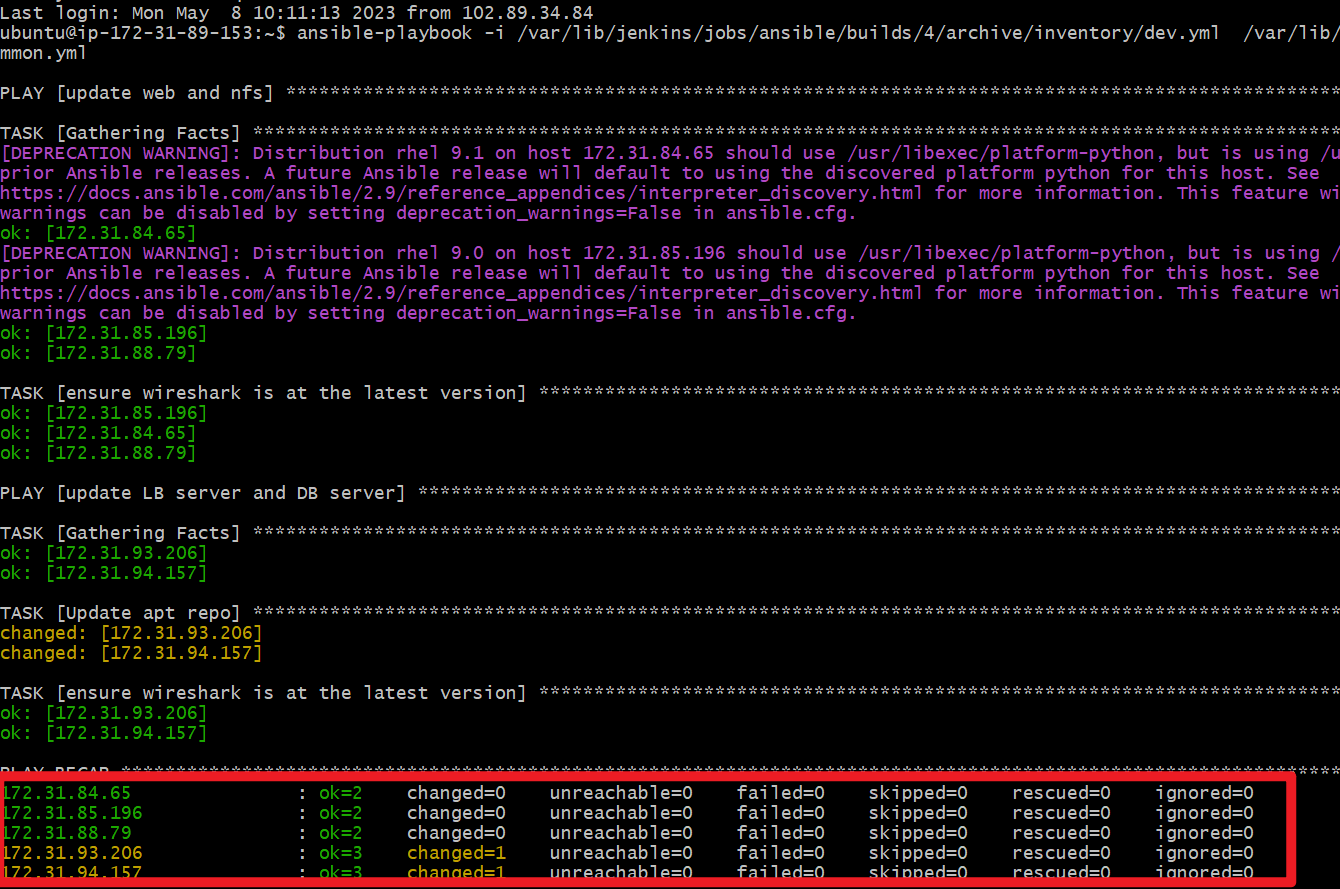 Last login: Mon May  8 10:11:13 2023 from 102.89.34.84
ubuntu@ip-172-31-89-153:~$ ansible-playbook -i /var/lib/jenkins/jobs/ansible/builds/4/archive/inventory/dev.yml  /var/lib/
mmon.yml
PLAY [update web and nfs] ***************************************************************************************************
TASK [Gathering Facts] ******************************************************************************************************
[DEPRECATION WARNING]: Distribution rhel 9.1 on host 172.31.84.65 should use /usr/libexec/platform-python, but is using /u
prior Ansible releases. A future Ansible release will default to using the discovered platform python for this host. See
https://docs.ansible.com/ansible/2.9/reference_appendices/interpreter_discovery.html for more information. This feature wi
warnings can be disabled by setting deprecation_warnings=False in ansible.cfg.
ok: [172.31.84.65]
[DEPRECATION WARNING]: Distribution rhel 9.0 on host 172.31.85.196 should use /usr/libexec/platform-python, but is using /
prior Ansible releases. A future Ansible release will default to using the discovered platform python for this host. See
https://docs.ansible.com/ansible/2.9/reference_appendices/interpreter_discovery.html for more information. This feature wi
warnings can be disabled by setting deprecation_warnings=False in ansible.cfg.
ok: [172.31.85.196]
ok: [172.31.88.79]
TASK [ensure wireshark is at the latest version] ****************************************************************************
ok: [172.31.85.196]
ok: [172.31.84.65]
ok: [172.31.88.79]
PLAY [update LB server and DB server] ***************************************************************************************
TASK [Gathering Facts] ******************************************************************************************************
ok: [172.31.93.206]
ok: [172.31.94.157]
TASK [Update apt repo] ******************************************************************************************************
changed: [172.31.93.206]
changed: [172.31.94.157]
TASK [ensure wireshark is at the latest version] ****************************************************************************
ok: [172.31.93.206]
ok: [172.31.94.157]
PLAY RECAP ******************************************************************************************************************
172.31.84.65               : ok=2    changed=0    unreachable=0    failed=0    skipped=0    rescued=0    ignored=0
172.31.85.196              : ok=2    changed=0    unreachable=0    failed=0    skipped=0    rescued=0    ignored=0
172.31.88.79               : ok=2    changed=0    unreachable=0    failed=0    skipped=0    rescued=0    ignored=0
172.31.93.206              : ok=3    changed=1    unreachable=0    failed=0    skipped=0    rescued=0    ignored=0
172.31.94.157              : ok=3    changed=1    unreachable=0    failed=0    skipped=0    rescued=0    ignored=0